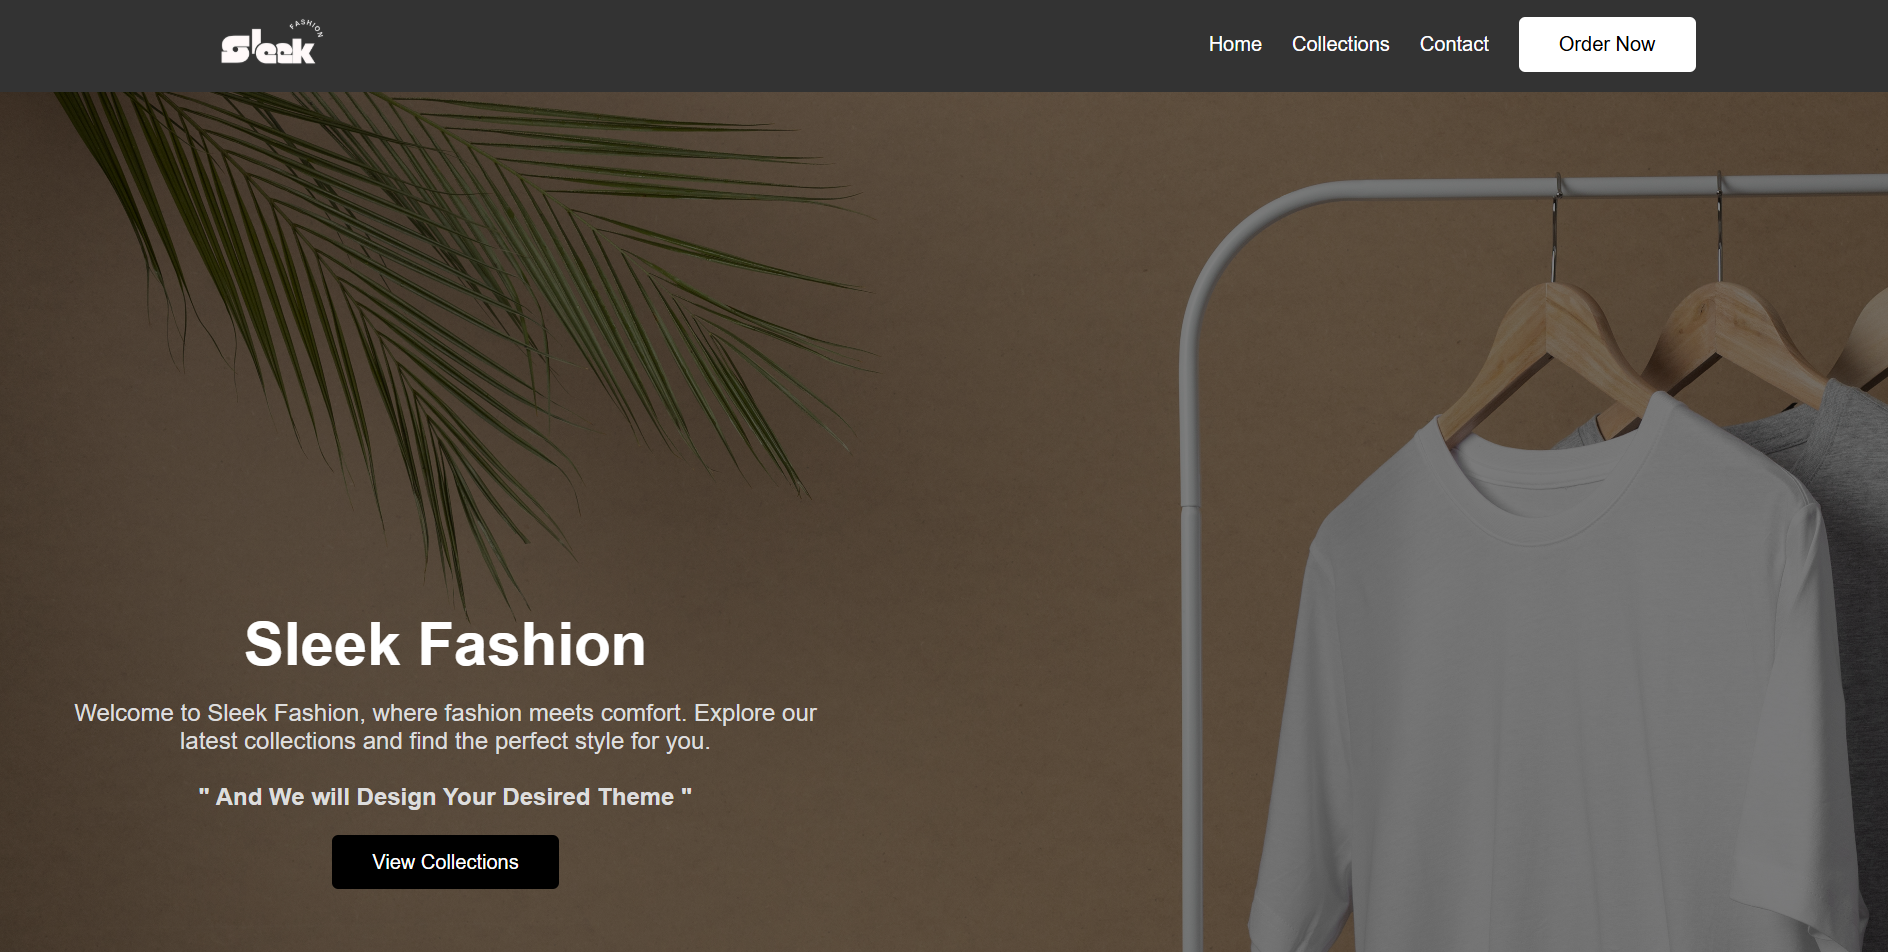 Sleek
FASHION
Home
Collections
Contact
Order Now
Sleek Fashion
Welcome to Sleek Fashion, where fashion meets comfort. Explore our
latest collections and find the perfect style for you.
" And We will Design Your Desired Theme "
View Collections